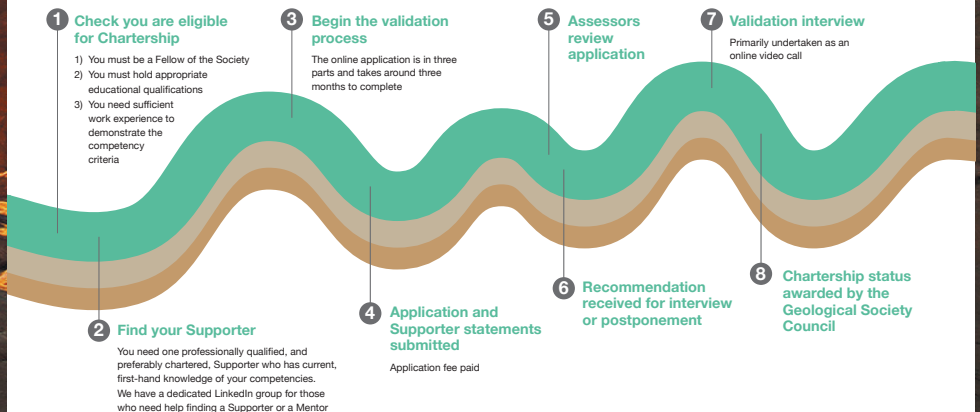 1 Check you are eligible
for Chartership
1) You must be a Fellow of the Society
2) You must hold appropriate
educational qualifications
3) You need sufficient
work experience to
demonstrate the
competency
criteria
2 Find your Supporter
You need one professionally qualified, and
preferably chartered, Supporter who has current,
first-hand knowledge of your competencies.
We have a dedicated LinkedIn group for those
who need help finding a Supporter or a Mentor
3 Begin the validation
process
The online application is in three
parts and takes around three
months to complete
4 Application and
Supporter statements
submitted
Application fee paid
5 Assessors
review
application
6 Recommendation
received for interview
or postponement
7 Validation interview
Primarily undertaken as an
online video call
8 Chartership status
awarded by the
Geological Society
Council